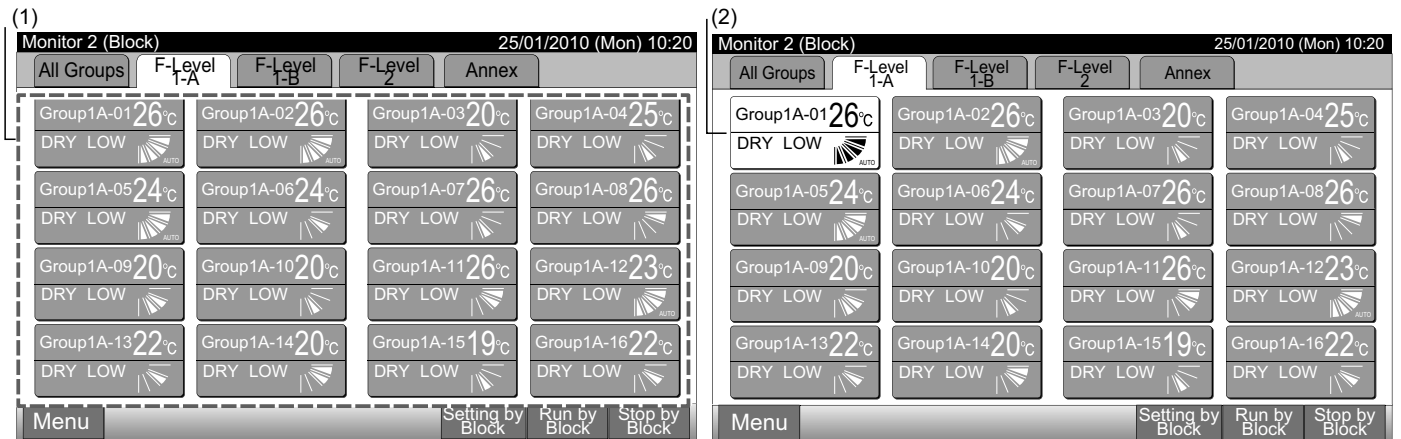 (1)
Monitor 2 (Block) 25/01/2010 (Mon) 10:20
All Groups F-Level 1-A F-Level 1-B F-Level 2 Annex
Group1A-01 26°C Group1A-02 26°C Group1A-03 20°C Group1A-04 25°C
DRY LOW AUTO DRY LOW AUTO DRY LOW DRY LOW
Group1A-05 24°C Group1A-06 24°C Group1A-07 26°C Group1A-08 26°C
DRY LOW AUTO DRY LOW DRY LOW DRY LOW
Group1A-09 20°C Group1A-10 20°C Group1A-11 26°C Group1A-12 23°C
DRY LOW DRY LOW DRY LOW DRY LOW AUTO
Group1A-13 22°C Group1A-14 20°C Group1A-15 19°C Group1A-16 22°C
DRY LOW DRY LOW DRY LOW DRY LOW
Menu Setting by Block Run by Block Stop by Block
(2)
Monitor 2 (Block) 25/01/2010 (Mon) 10:20
All Groups F-Level 1-A F-Level 1-B F-Level 2 Annex
Group1A-01 26°C Group1A-02 26°C Group1A-03 20°C Group1A-04 25°C
DRY LOW AUTO DRY LOW AUTO DRY LOW DRY LOW
Group1A-05 24°C Group1A-06 24°C Group1A-07 26°C Group1A-08 26°C
DRY LOW AUTO DRY LOW DRY LOW DRY LOW
Group1A-09 20°C Group1A-10 20°C Group1A-11 26°C Group1A-12 23°C
DRY LOW DRY LOW DRY LOW DRY LOW AUTO
Group1A-13 22°C Group1A-14 20°C Group1A-15 19°C Group1A-16 22°C
DRY LOW DRY LOW DRY LOW DRY LOW
Menu Setting by Block Run by Block Stop by Block